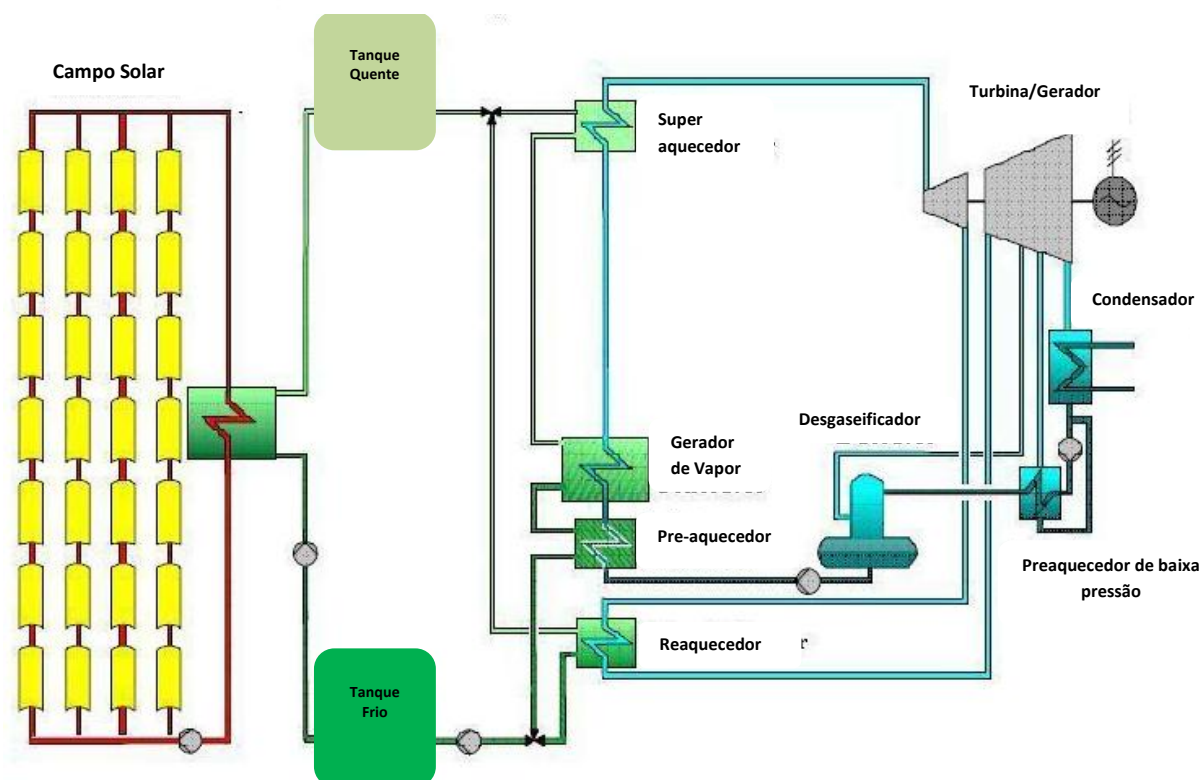 Campo Solar
Tanque
Quente
Turbina/Gerador
Super
aquecedor
Condensador
Desgaseificador
Gerador
de Vapor
Pre-aquecedor
Preaquecedor de baixa
pressão
Reaquecedor
r
Tanque
Frio